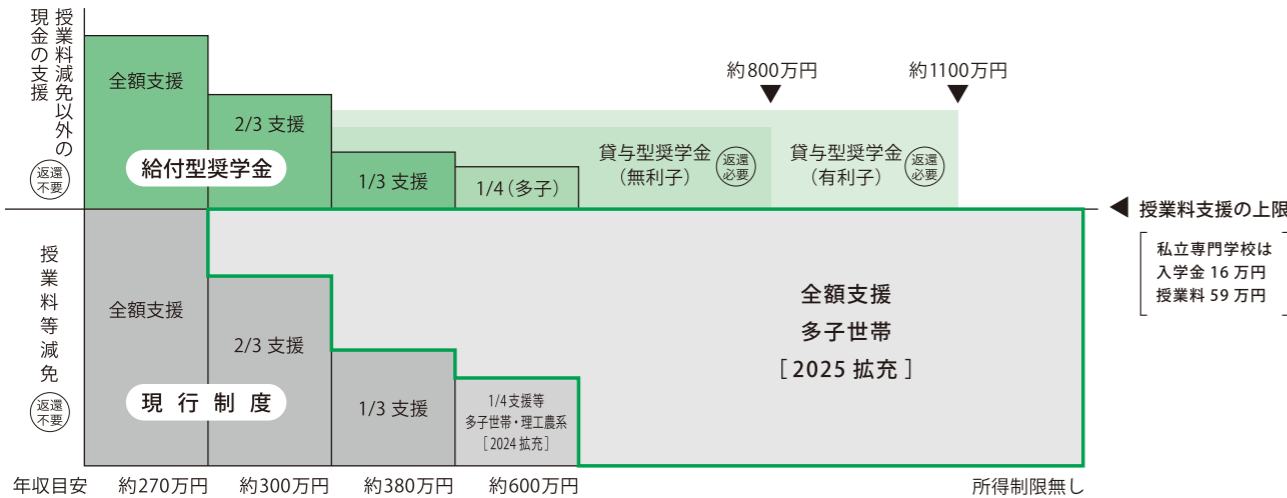 授業料減免以外の
現金の支援
返還
不要
全額支援
2/3 支援
給付型奨学金
1/3 支援
1/4（多子）
約800万円
約1100万円
貸与型奨学金
（無利子）
返還
必要
貸与型奨学金
（有利子）
返還
必要
授業料支援の上限
私立専門学校は
入学金 16 万円
授業料 59 万円
授業料等減免
返還
不要
全額支援
2/3 支援
現行制度
1/3 支援
1/4支援等
多子世帯・理工農系
［2024 拡充］
全額支援
多子世帯
［2025 拡充］
年収目安
約270万円
約300万円
約380万円
約600万円
所得制限無し